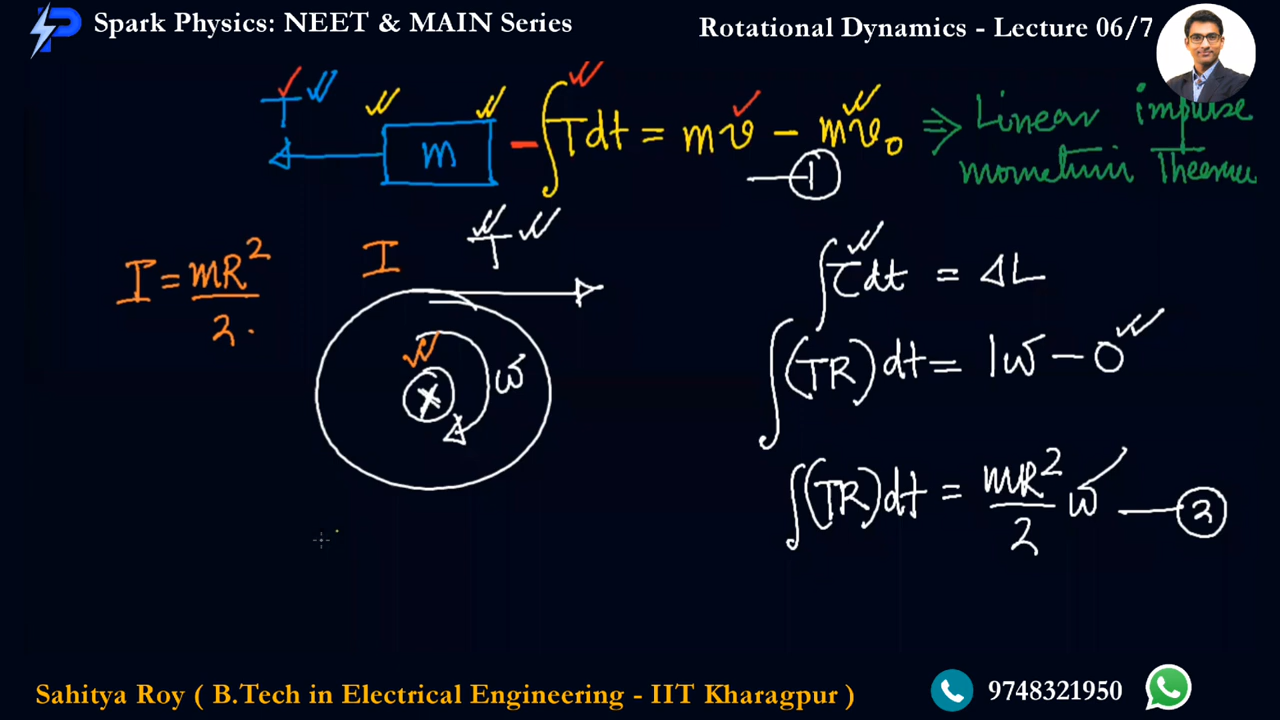 Spark Physics: NEET & MAIN Series
Rotational Dynamics - Lecture 06/7
T
m
-∫Tdt = mv - mv₀ ⇒ Linear impulse
momentum Theorem
①
I = mR²/2.
I
T
ω
∫τdt = ΔL
∫(TR)dt = Iω - 0
∫(TR)dt = mR²/2 ω — ②
Sahitya Roy ( B.Tech in Electrical Engineering - IIT Kharagpur )
9748321950